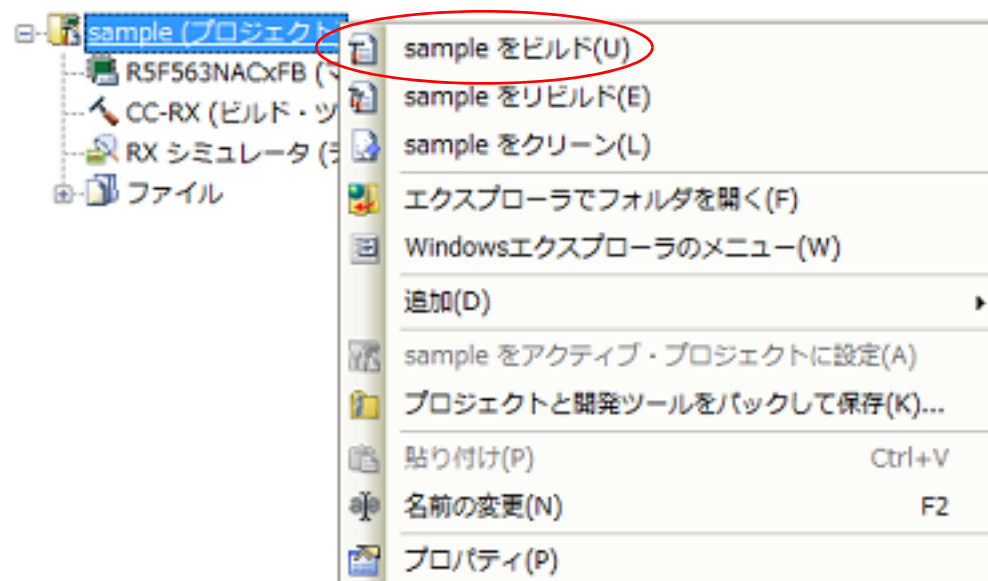 sample (プロジェクト
R5F563NACxFB (
CC-RX (ビルド・ツ
RX シミュレータ (
ファイル
sample をビルド(U)
sample をリビルド(E)
sample をクリーン(L)
エクスプローラでフォルダを開く(F)
Windowsエクスプローラのメニュー(W)
追加(D)
sample をアクティブ・プロジェクトに設定(A)
プロジェクトと開発ツールをパックして保存(K)...
貼り付け(P) Ctrl+V
名前の変更(N) F2
プロパティ(P)